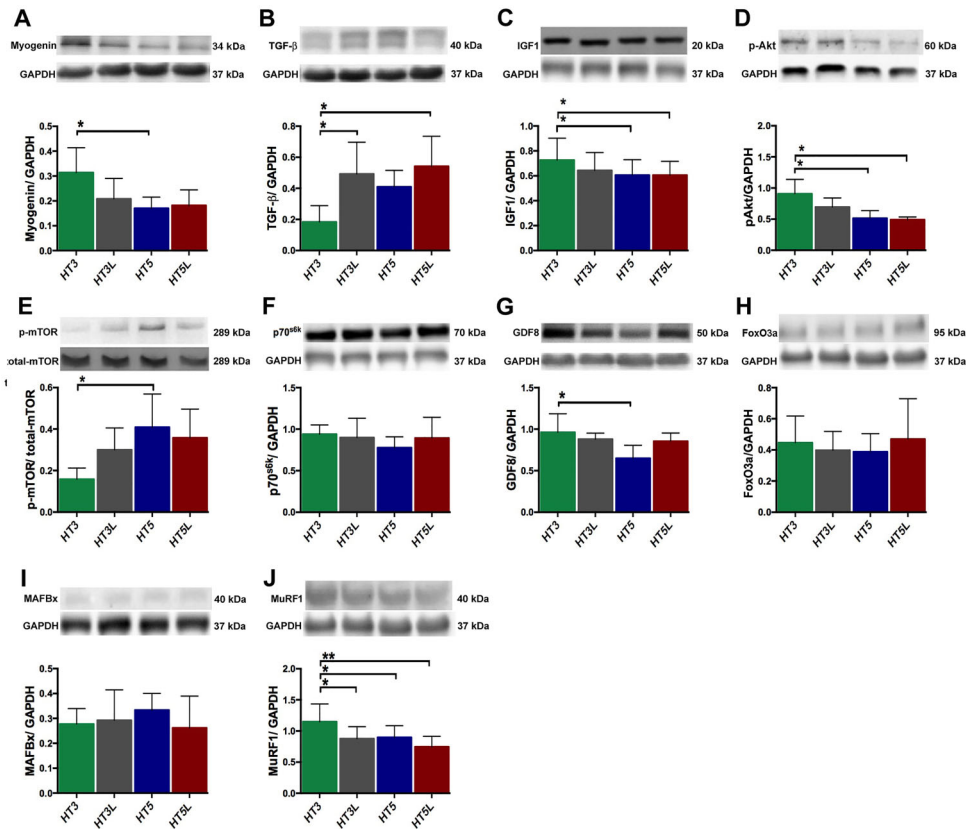 A
Myogenin
34 kDa
GAPDH
37 kDa
*
Myogenin/ GAPDH
0.5
0.4
0.3
0.2
0.1
0.0
HT3
HT3L
HT5
HT5L
B
TGF-β
40 kDa
GAPDH
37 kDa
*
*
TGF-β/ GAPDH
0.8
0.6
0.4
0.2
0.0
HT3
HT3L
HT5
HT5L
C
IGF1
20 kDa
GAPDH
37 kDa
*
*
IGF1/ GAPDH
1.0
0.8
0.6
0.4
0.2
0.0
HT3
HT3L
HT5
HT5L
D
p-Akt
60 kDa
GAPDH
37 kDa
*
*
pAkt/GAPDH
2.0
1.5
1.0
0.5
0.0
HT3
HT3L
HT5
HT5L
E
p-mTOR
289 kDa
total-mTOR
289 kDa
*
p-mTOR/ total-mTOR
0.6
0.4
0.2
0.0
HT3
HT3L
HT5
HT5L
F
p70s6k
70 kDa
GAPDH
37 kDa
p70s6k/ GAPDH
1.5
1.0
0.5
0.0
HT3
HT3L
HT5
HT5L
G
GDF8
50 kDa
GAPDH
37 kDa
*
GDF8/ GAPDH
1.5
1.0
0.5
0.0
HT3
HT3L
HT5
HT5L
H
FoxO3a
95 kDa
GAPDH
37 kDa
FoxO3a/GAPDH
0.8
0.6
0.4
0.2
0.0
HT3
HT3L
HT5
HT5L
I
MAFBx
40 kDa
GAPDH
37 kDa
MAFBx/ GAPDH
0.5
0.4
0.3
0.2
0.1
0.0
HT3
HT3L
HT5
HT5L
J
MuRF1
40 kDa
GAPDH
37 kDa
**
*
*
MuRF1/ GAPDH
2.0
1.5
1.0
0.5
0.0
HT3
HT3L
HT5
HT5L